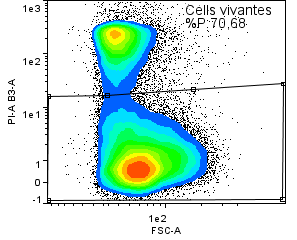 1e3
Cells vivantes
%P:70,68
1e2
PI-A B3-A
1e1
1
0
-1
1e2
FSC-A